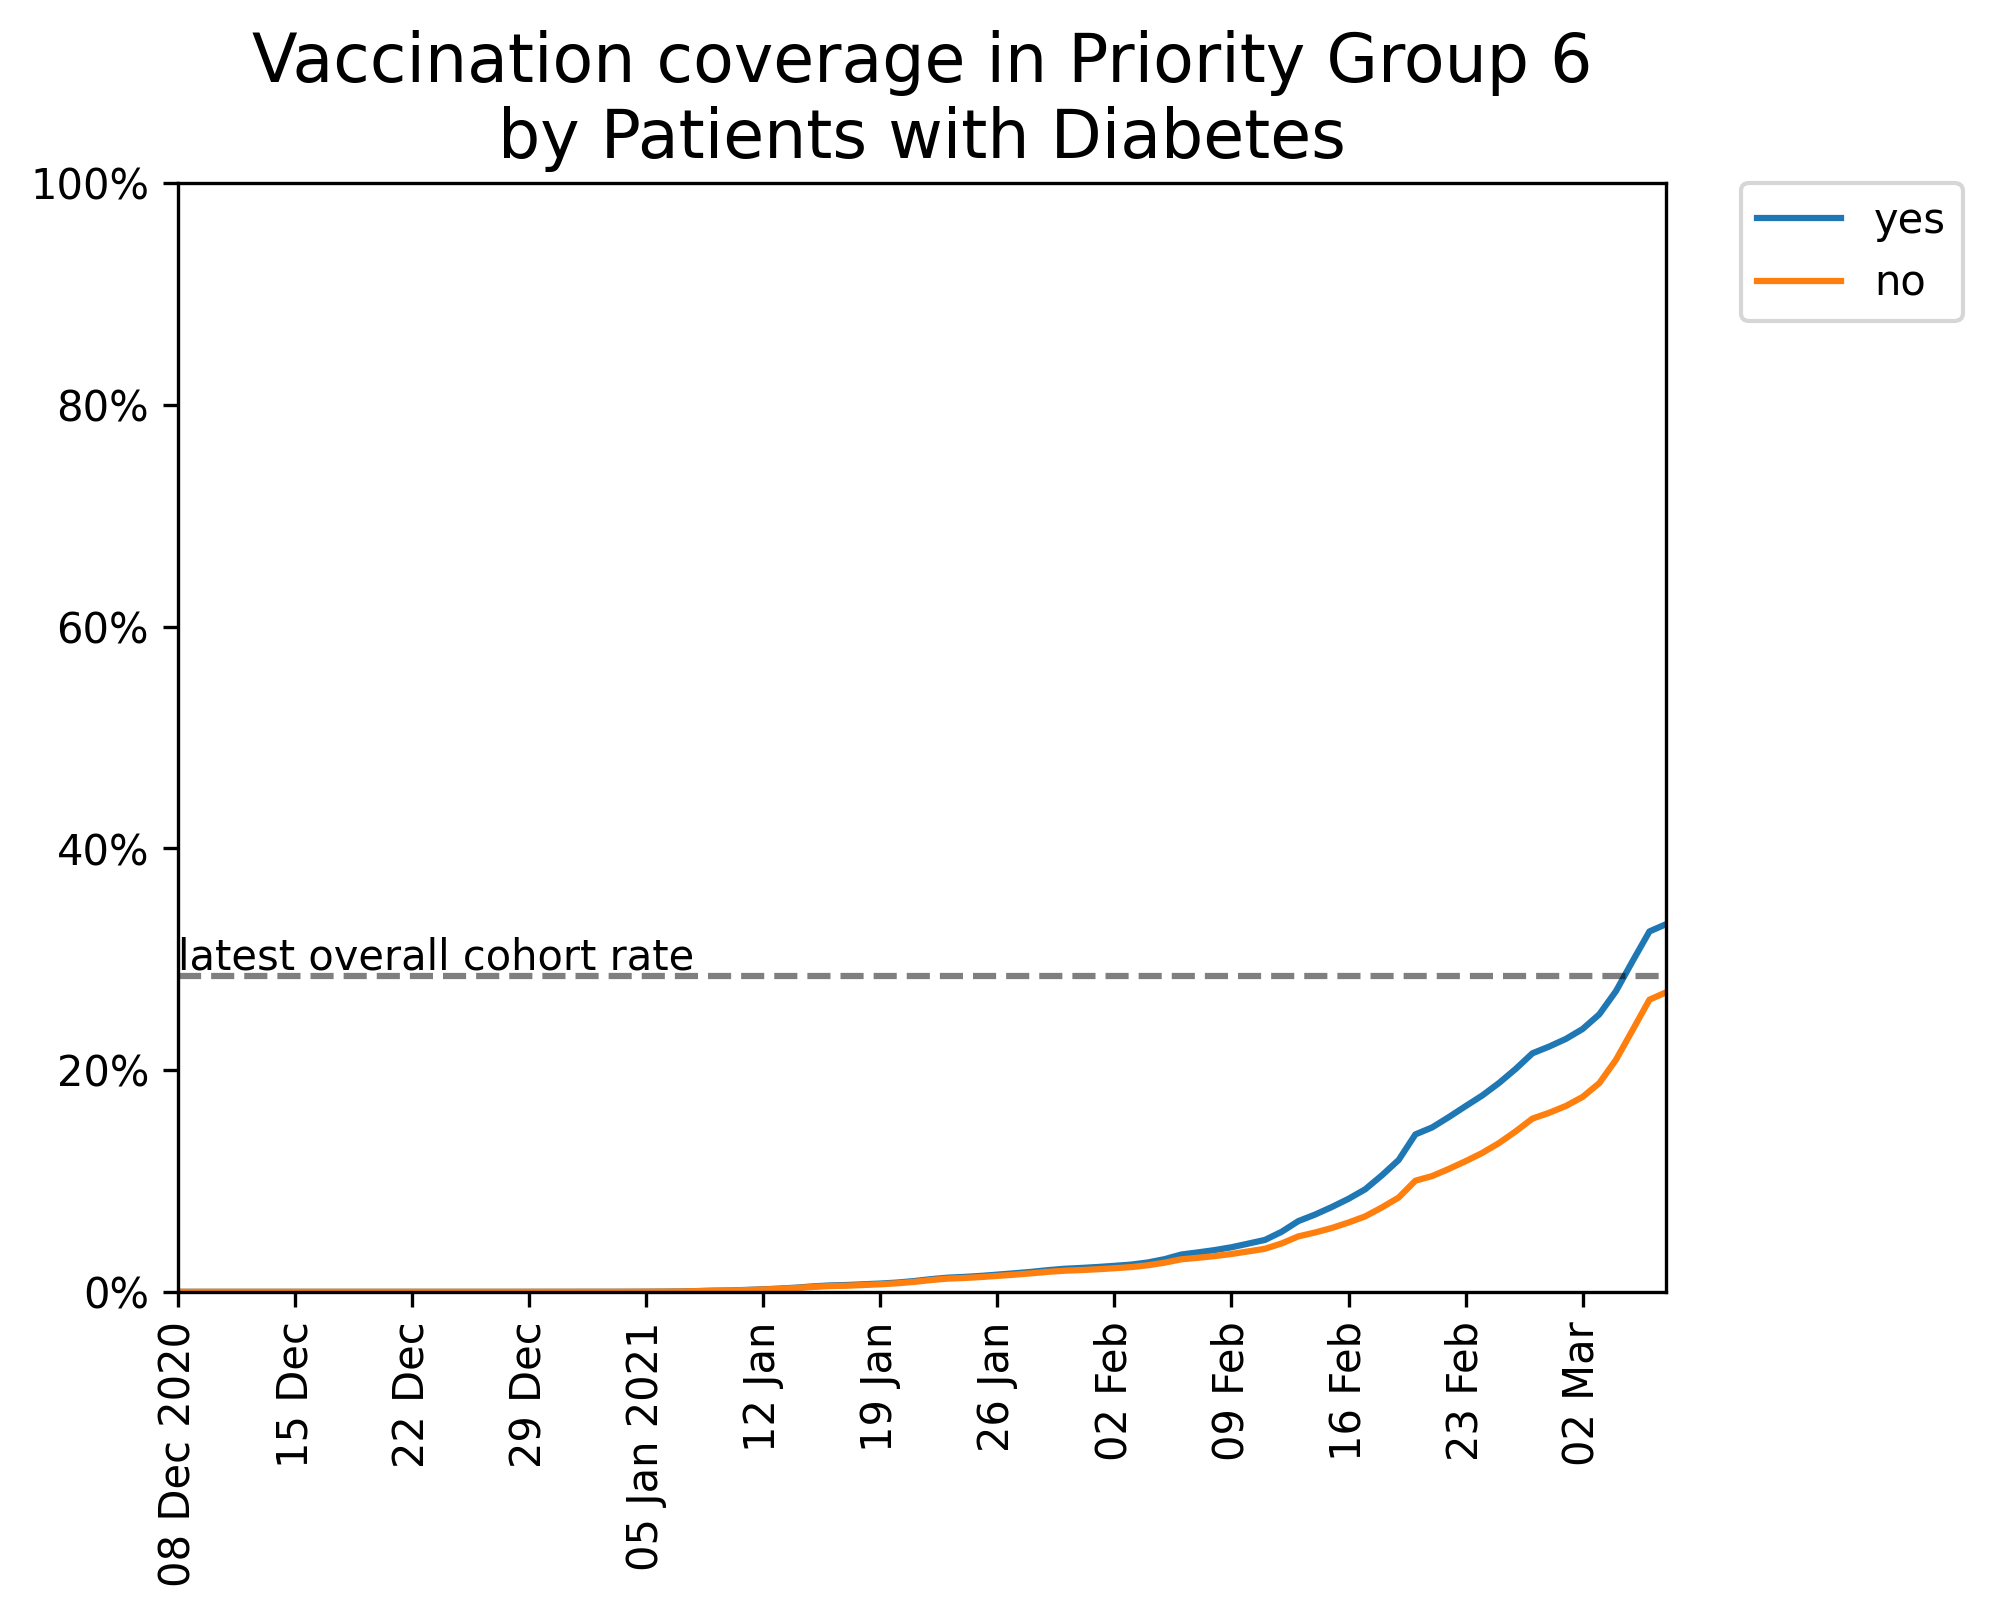 Vaccination coverage in Priority Group 6
by Patients with Diabetes
100%
80%
60%
40%
20%
0%
latest overall cohort rate
yes
no
08 Dec 2020
15 Dec
22 Dec
29 Dec
05 Jan 2021
12 Jan
19 Jan
26 Jan
02 Feb
09 Feb
16 Feb
23 Feb
02 Mar